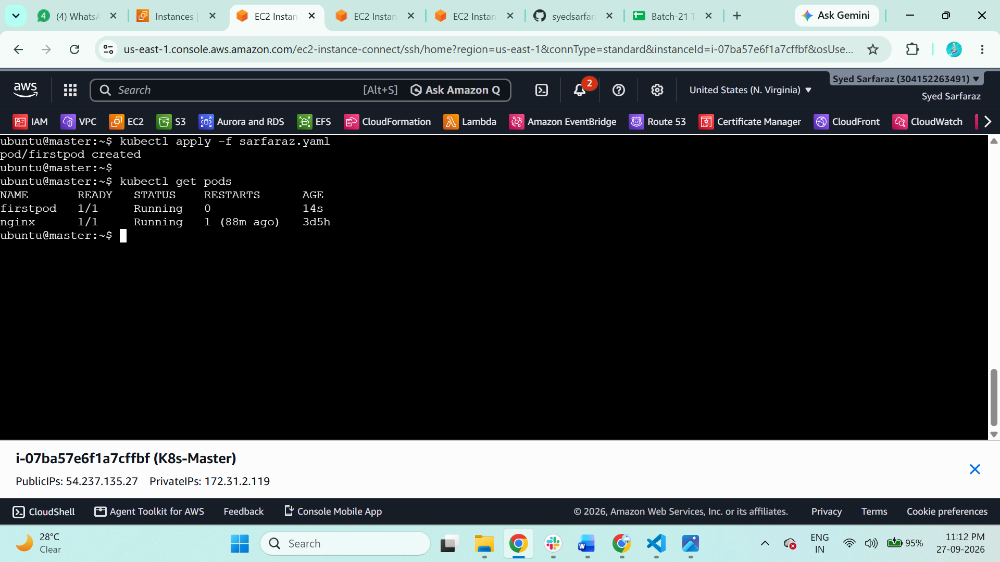 4 (4) WhatsA
Instances |
EC2 Instan
EC2 Instan
EC2 Instan
syedsarfar
Batch-21 T
Ask Gemini
us-east-1.console.aws.amazon.com/ec2-instance-connect/ssh/home?region=us-east-1&connType=standard&instanceId=i-07ba57e6f1a7cffbf&osUse...
aws
Search [Alt+S] Ask Amazon Q
2
United States (N. Virginia) ▼
Syed Sarfaraz (304152263491) ▼
Syed Sarfaraz
IAM VPC EC2 S3 Aurora and RDS EFS CloudFormation Lambda Amazon EventBridge Route 53 Certificate Manager CloudFront CloudWatch
ubuntu@master:~$ kubectl apply -f sarfaraz.yaml
pod/firstpod created
ubuntu@master:~$
ubuntu@master:~$ kubectl get pods
NAME READY STATUS RESTARTS AGE
firstpod 1/1 Running 0 14s
nginx 1/1 Running 1 (88m ago) 3d5h
ubuntu@master:~$
i-07ba57e6f1a7cffbf (K8s-Master)
PublicIPs: 54.237.135.27 PrivateIPs: 172.31.2.119
CloudShell Agent Toolkit for AWS Feedback Console Mobile App © 2026, Amazon Web Services, Inc. or its affiliates. Privacy Terms Cookie preferences
28°C
Clear
Search
ENG
IN
95%
11:12 PM
27-09-2026